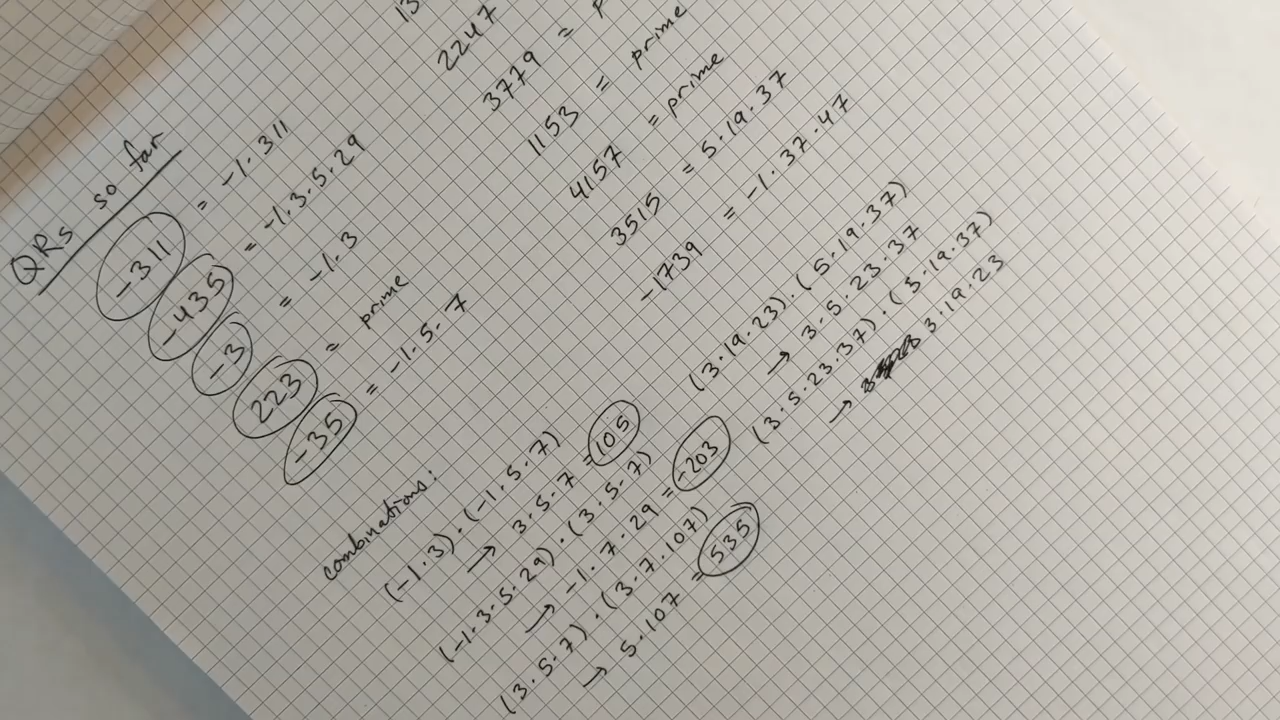 QRs so far
-311 = -1·311
-435 = -1·3·5·29
-3 = -1·3
223 = prime
-35 = -1·5·7
combinations:
(-1·3)·(-1·5·7)
→ 3·5·7 = 105
(-1·3·5·29)·(3·5·7)
→ -1·7·29 = -203
(3·5·7)·(3·7·107)
→ 5·107 = 535
13
2247
3779 = p
1153 = prime
4157 = prime
3515 = 5·19·37
-1739 = -1·37·47
(3·19·23)·(5·19·37)
→ 3·5·23·37
(3·5·23·37)·(5·19·37)
→ 3·19·23